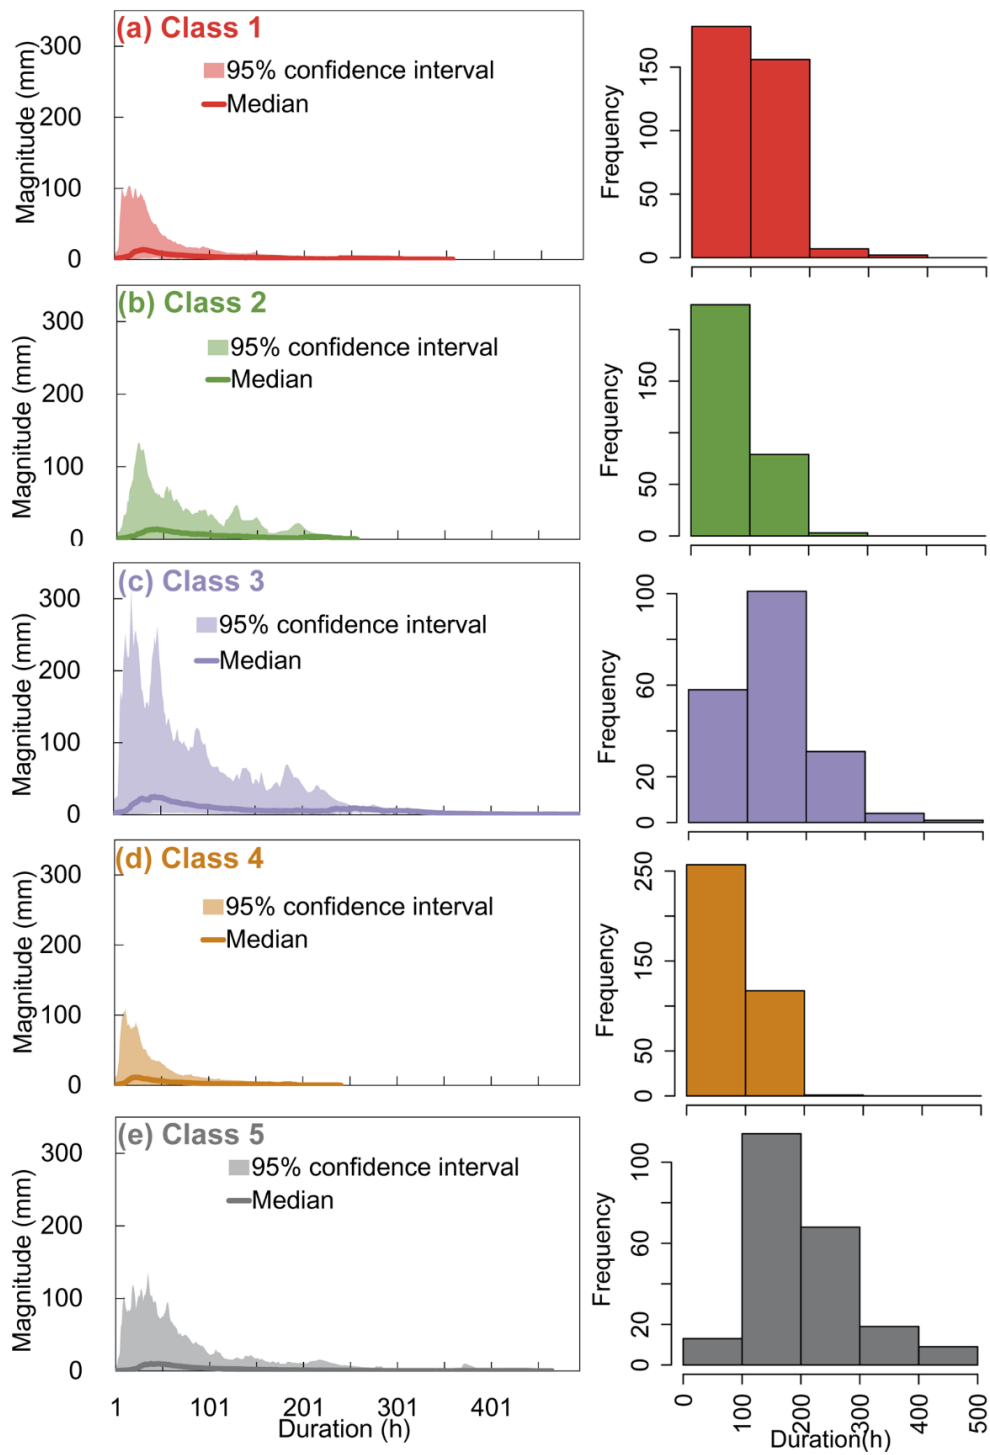 (a) Class 1
95% confidence interval
Median
Magnitude (mm)
300
200
100
0
Frequency
150
100
50
0
(b) Class 2
95% confidence interval
Median
Magnitude (mm)
300
200
100
0
Frequency
150
50
0
(c) Class 3
95% confidence interval
Median
Magnitude (mm)
300
200
100
0
Frequency
100
60
20
0
(d) Class 4
95% confidence interval
Median
Magnitude (mm)
300
200
100
0
Frequency
250
150
50
0
(e) Class 5
95% confidence interval
Median
Magnitude (mm)
300
200
100
0
1 101 201 301 401
Duration (h)
Frequency
100
60
20
0
0 100 200 300 400 500
Duration(h)